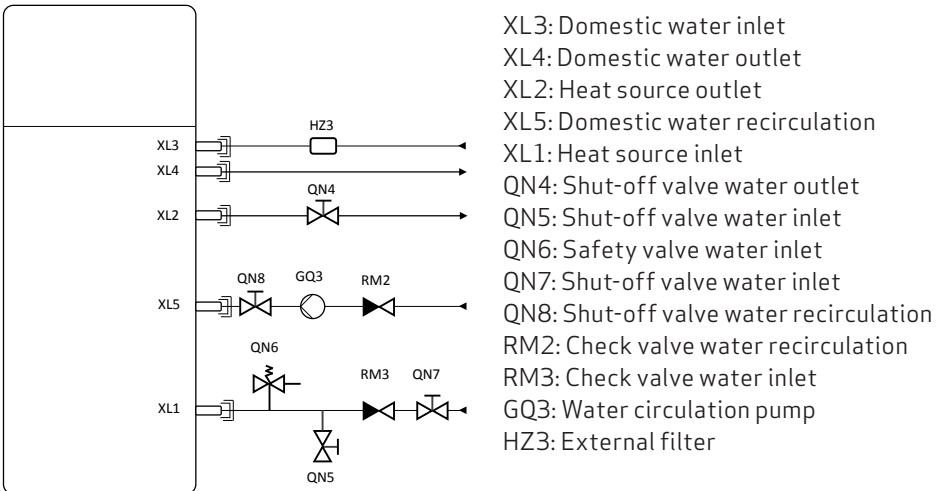 XL3: Domestic water inlet
XL4: Domestic water outlet
XL2: Heat source outlet
XL5: Domestic water recirculation
XL1: Heat source inlet
QN4: Shut-off valve water outlet
QN5: Shut-off valve water inlet
QN6: Safety valve water inlet
QN7: Shut-off valve water inlet
QN8: Shut-off valve water recirculation
RM2: Check valve water recirculation
RM3: Check valve water inlet
GQ3: Water circulation pump
HZ3: External filter
HZ3
XL3
XL4
QN4
XL2
QN8 GQ3 RM2
XL5
QN6
RM3 QN7
XL1
QN5